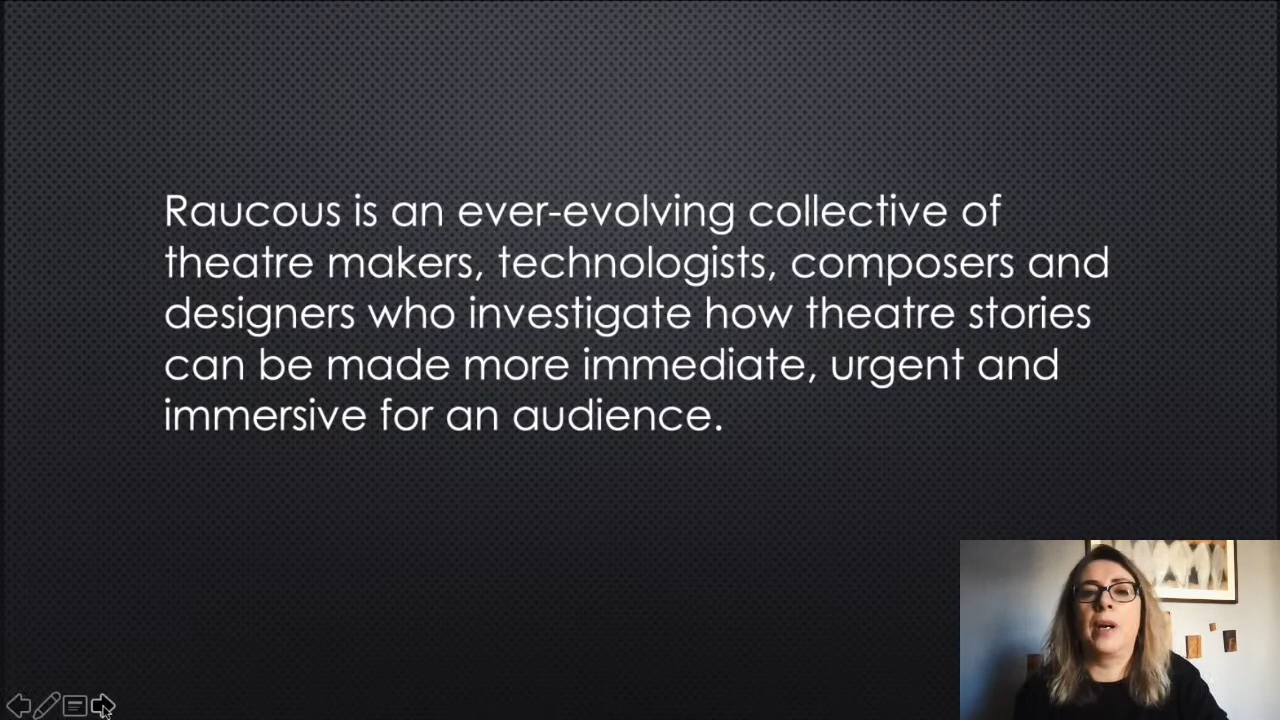 Raucous is an ever-evolving collective of
theatre makers, technologists, composers and
designers who investigate how theatre stories
can be made more immediate, urgent and
immersive for an audience.